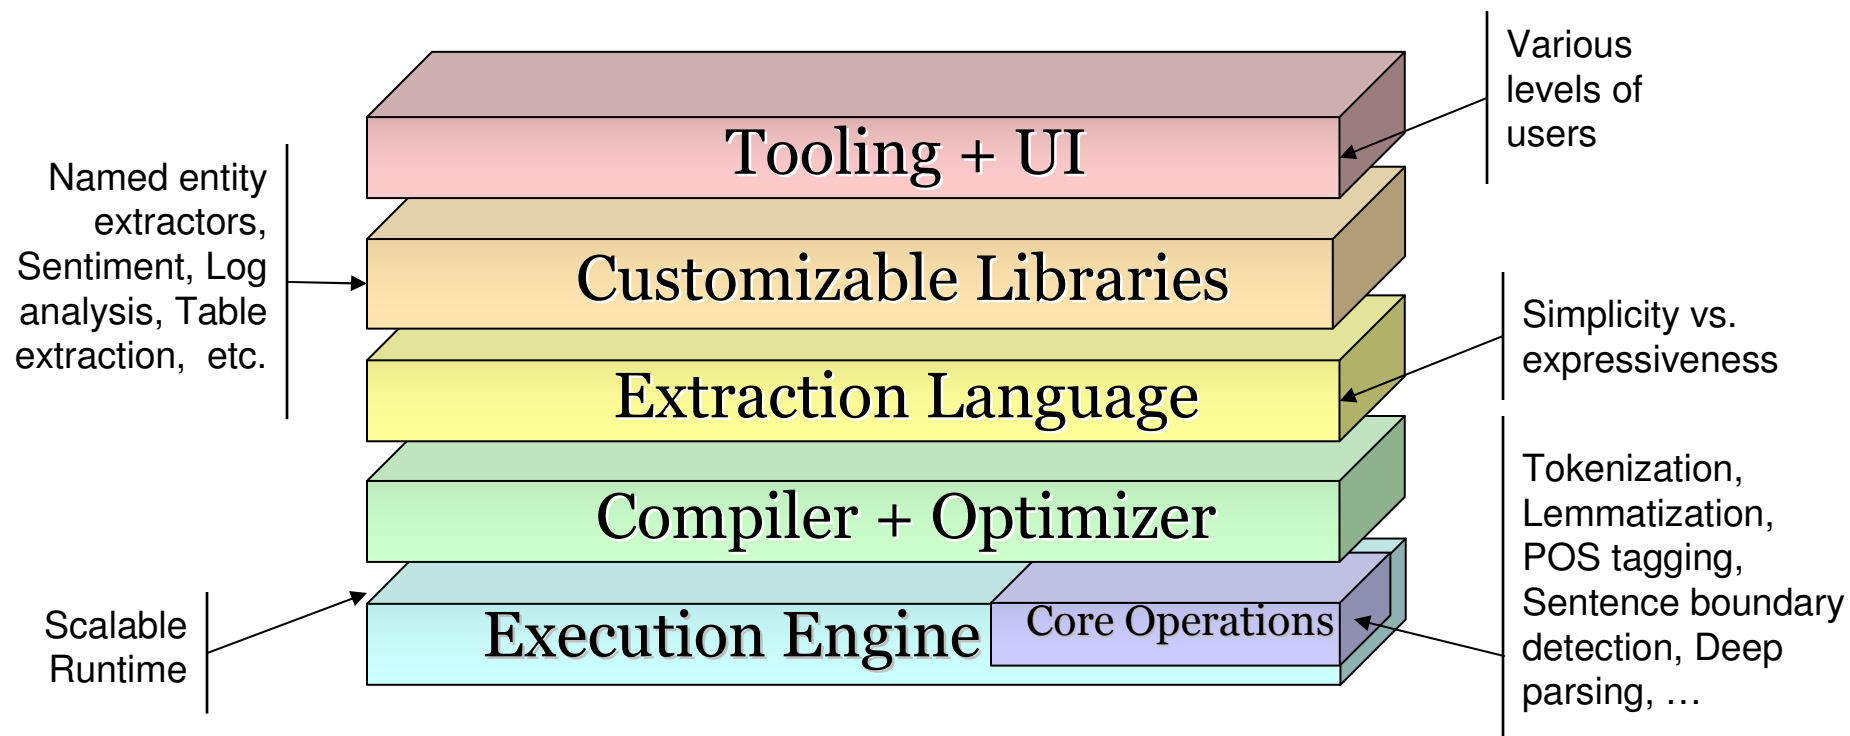 Various
levels of
users
Tooling + UI
Named entity
extractors,
Sentiment, Log
analysis, Table
extraction, etc.
Customizable Libraries
Simplicity vs.
expressiveness
Extraction Language
Compiler + Optimizer
Tokenization,
Lemmatization,
POS tagging,
Sentence boundary
detection, Deep
parsing, …
Scalable
Runtime
Execution Engine
Core Operations